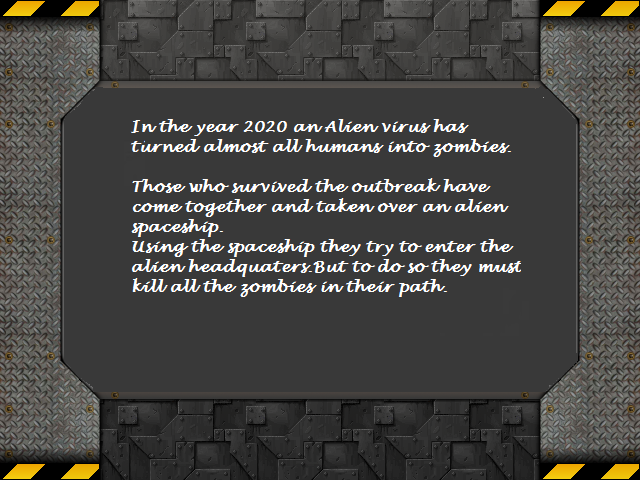 In the year 2020 an Alien virus has
turned almost all humans into zombies.
Those who survived the outbreak have
come together and taken over an alien
spaceship.
Using the spaceship they try to enter the
alien headquaters.But to do so they must
kill all the zombies in their path.